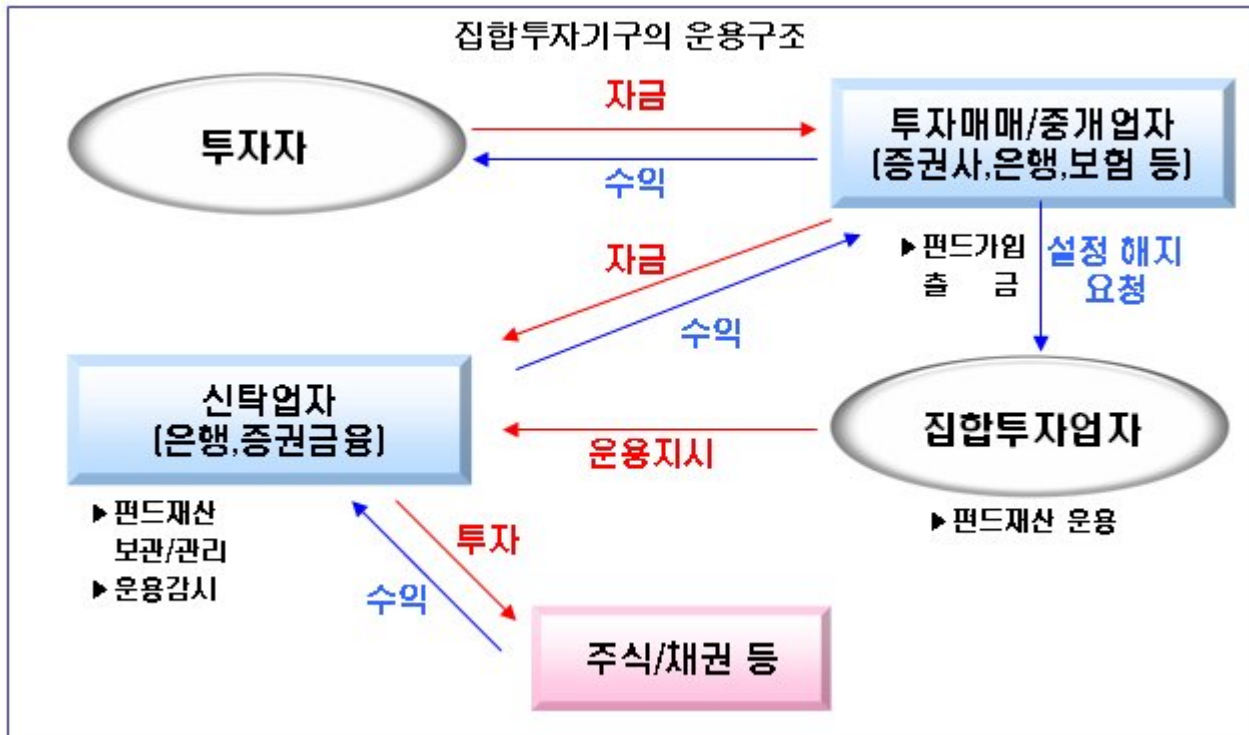 집합투자기구의 운용구조
자금
투자자
투자매매/중개업자
(증권사,은행,보험 등)
수익
자금
▶펀드가입
출 금
설정 해지
요청
수익
신탁업자
(은행,증권금융)
집합투자업자
운용지시
▶펀드재산
보관/관리
▶운용감시
투자
▶펀드재산 운용
수익
주식/채권 등